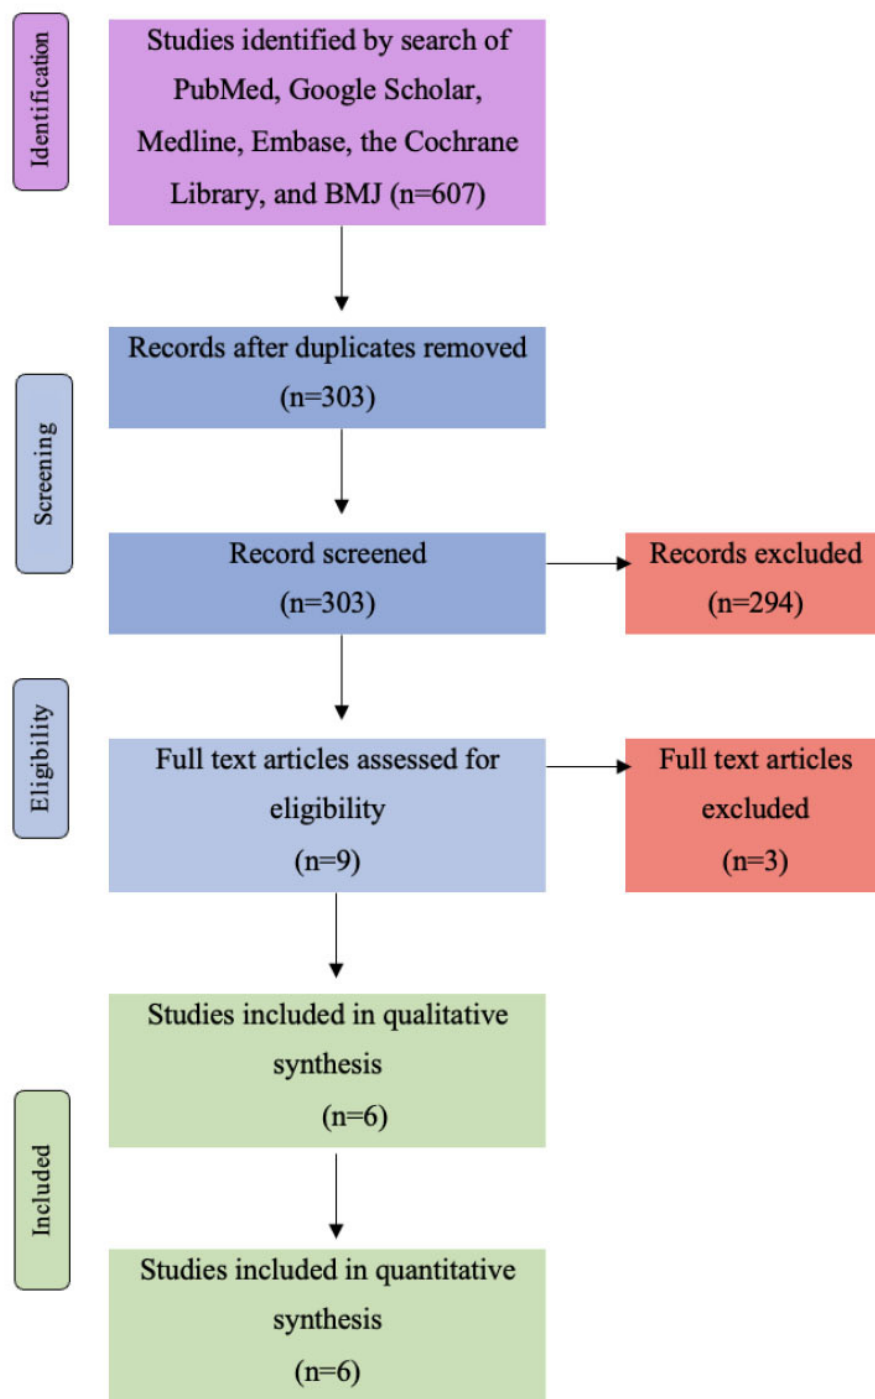 Identification
Studies identified by search of
PubMed, Google Scholar,
Medline, Embase, the Cochrane
Library, and BMJ (n=607)
Screening
Records after duplicates removed
(n=303)
Record screened
(n=303)
Records excluded
(n=294)
Eligibility
Full text articles assessed for
eligibility
(n=9)
Full text articles
excluded
(n=3)
Included
Studies included in qualitative
synthesis
(n=6)
Studies included in quantitative
synthesis
(n=6)